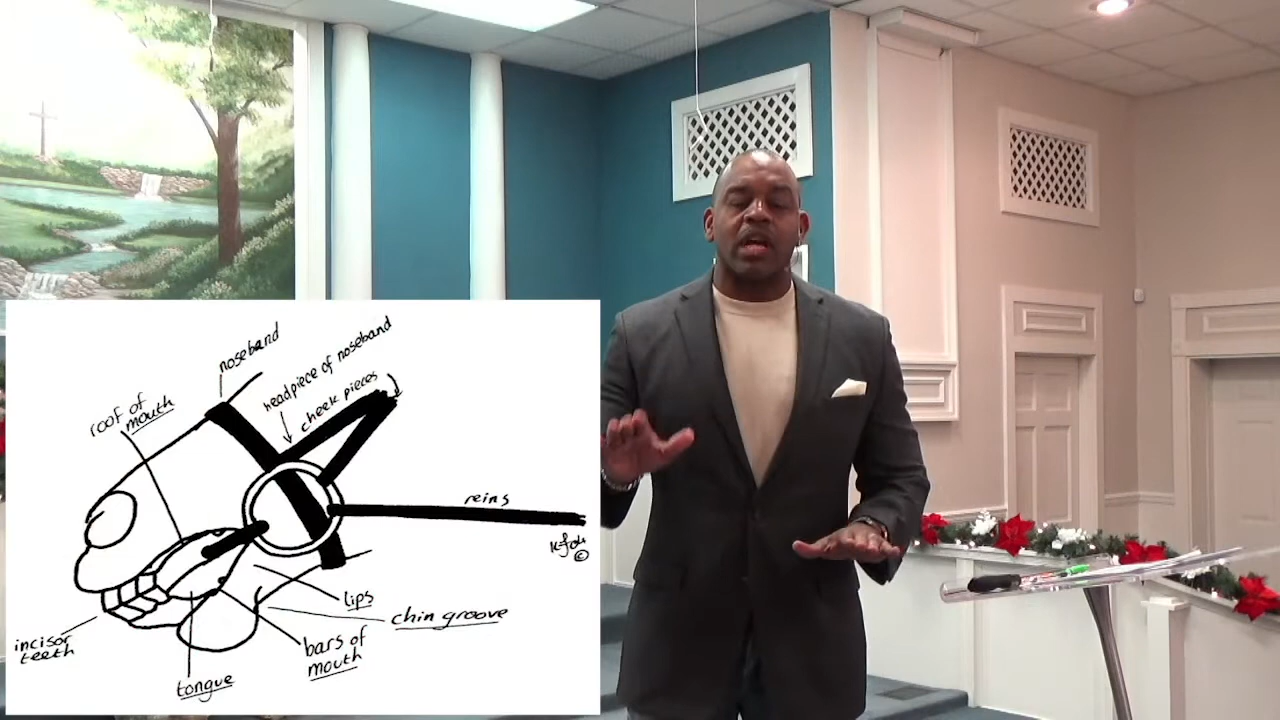 noseband
headpiece of noseband
cheek pieces
roof of
mouth
reins
©
lips
chin groove
incisor
teeth
bars of
mouth
tongue